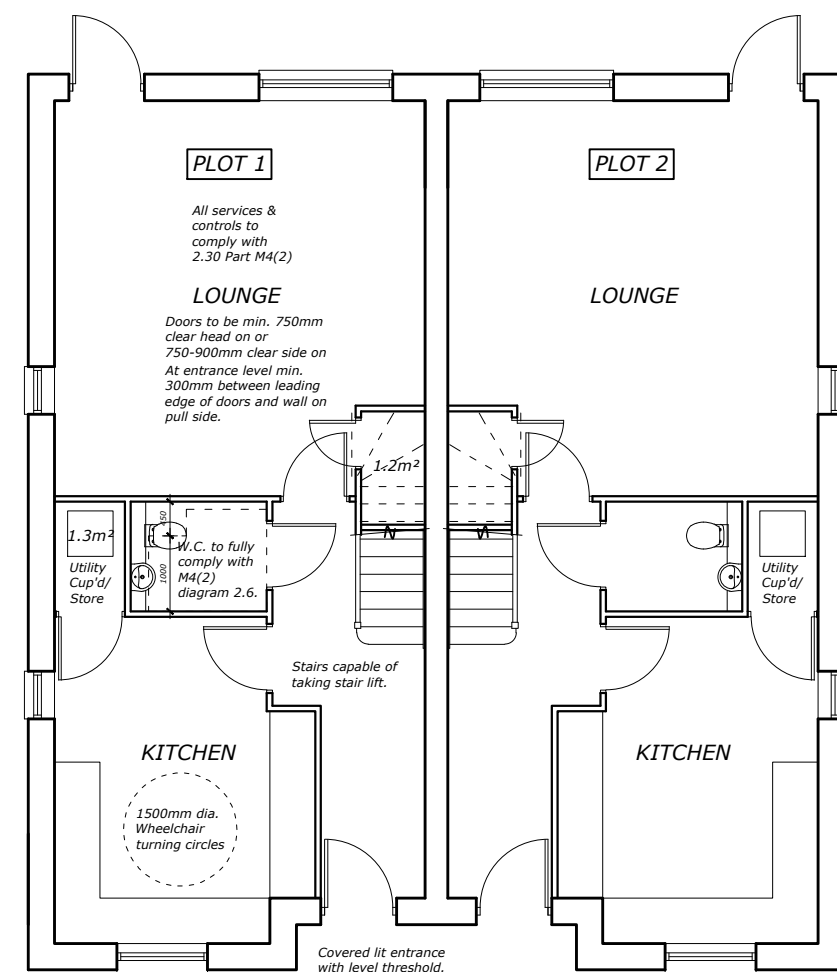 PLOT 1
PLOT 2
All services &
controls to
comply with
2.30 Part M4(2)
LOUNGE
LOUNGE
Doors to be min. 750mm
clear head on or
750-900mm clear side on
At entrance level min.
300mm between leading
edge of doors and wall on
pull side.
1.2m²
1.3m²
Utility
Cup'd/
Store
450
1000
W.C. to fully
comply with
M4(2)
diagram 2.6.
Utility
Cup'd/
Store
Stairs capable of
taking stair lift.
KITCHEN
KITCHEN
1500mm dia.
Wheelchair
turning circles
Covered lit entrance
with level threshold.